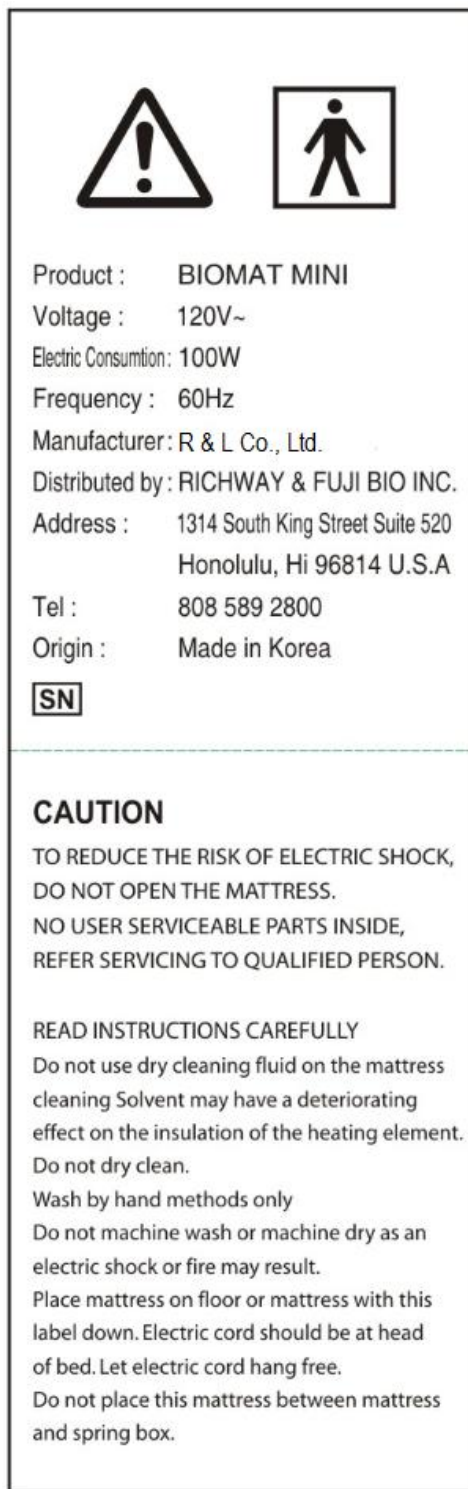 Product : BIOMAT MINI
Voltage : 120V~
Electric Consumtion : 100W
Frequency : 60Hz
Manufacturer : R & L Co., Ltd.
Distributed by : RICHWAY & FUJI BIO INC.
Address : 1314 South King Street Suite 520
Honolulu, Hi 96814 U.S.A
Tel : 808 589 2800
Origin : Made in Korea
SN
CAUTION
TO REDUCE THE RISK OF ELECTRIC SHOCK,
DO NOT OPEN THE MATTRESS.
NO USER SERVICEABLE PARTS INSIDE,
REFER SERVICING TO QUALIFIED PERSON.
READ INSTRUCTIONS CAREFULLY
Do not use dry cleaning fluid on the mattress
cleaning Solvent may have a deteriorating
effect on the insulation of the heating element.
Do not dry clean.
Wash by hand methods only
Do not machine wash or machine dry as an
electric shock or fire may result.
Place mattress on floor or mattress with this
label down. Electric cord should be at head
of bed. Let electric cord hang free.
Do not place this mattress between mattress
and spring box.